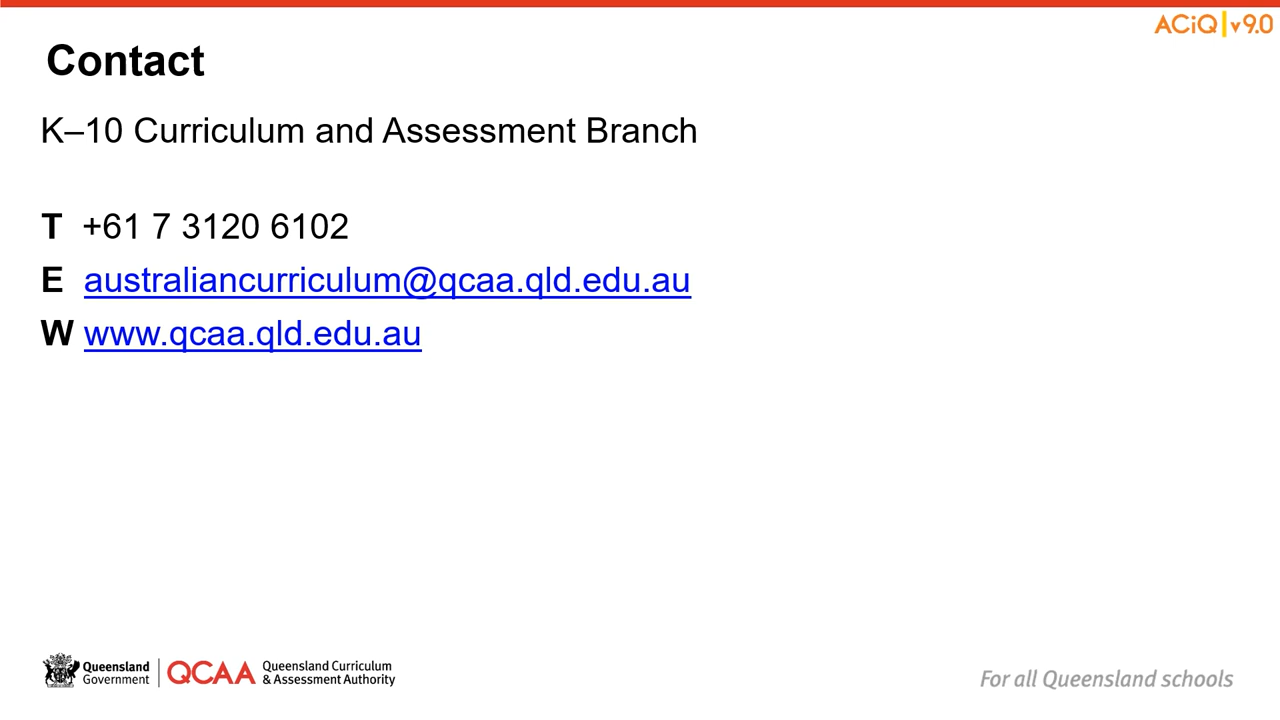 ACiQ v9.0
Contact
K–10 Curriculum and Assessment Branch
T +61 7 3120 6102
E australiancurriculum@qcaa.qld.edu.au
W www.qcaa.qld.edu.au
Queensland Government
QCAA
Queensland Curriculum
& Assessment Authority
For all Queensland schools